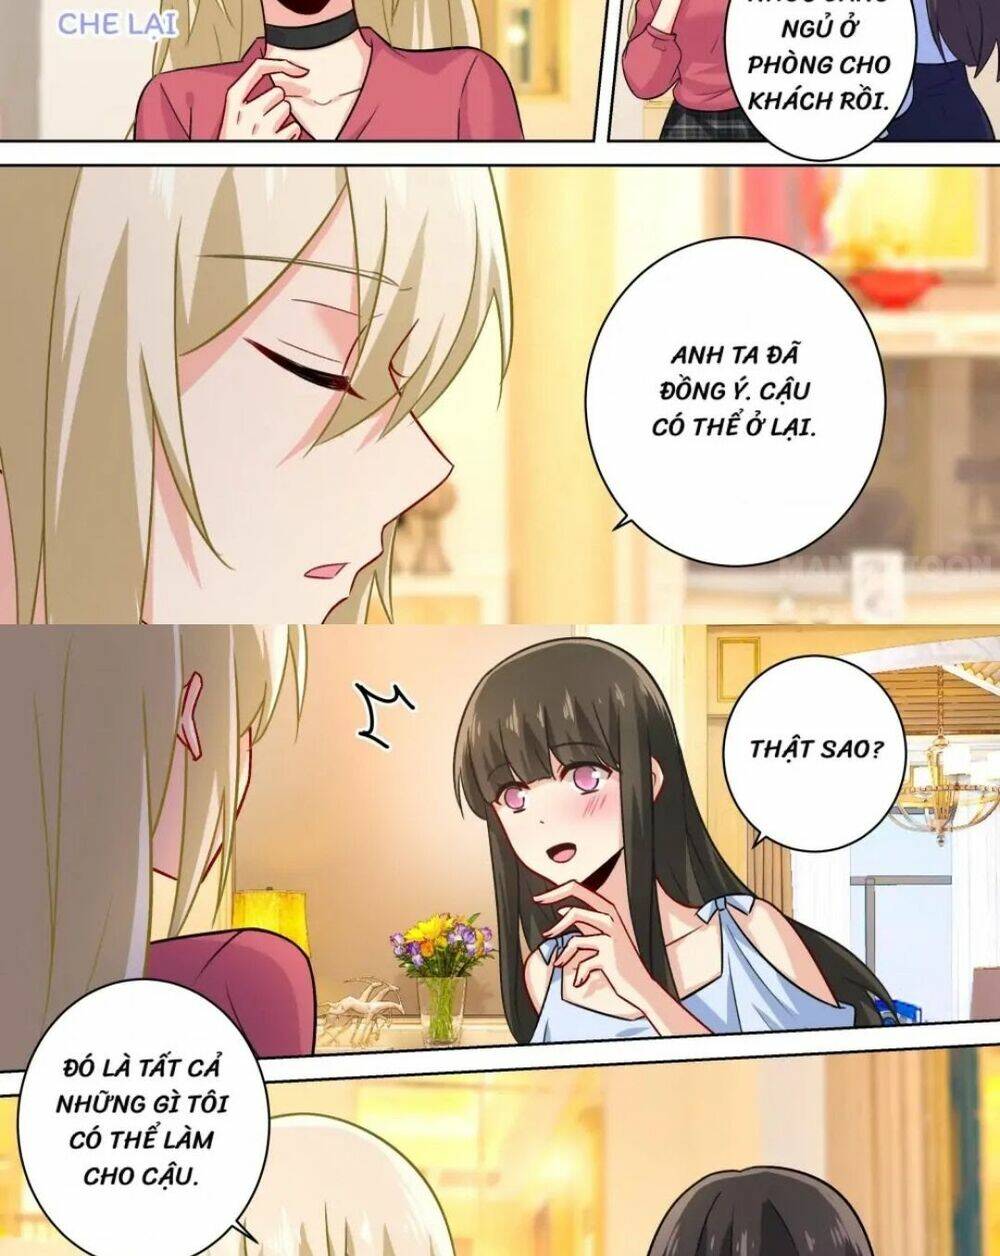 CHE LẠI
NGỦ Ở
PHÒNG CHO
KHÁCH RỒI.
ANH TA ĐÃ
ĐỒNG Ý. CẬU
CÓ THỂ Ở LẠI.
THẬT SAO?
ĐÓ LÀ TẤT CẢ
NHỮNG GÌ TÔI
CÓ THỂ LÀM
CHO CẬU.